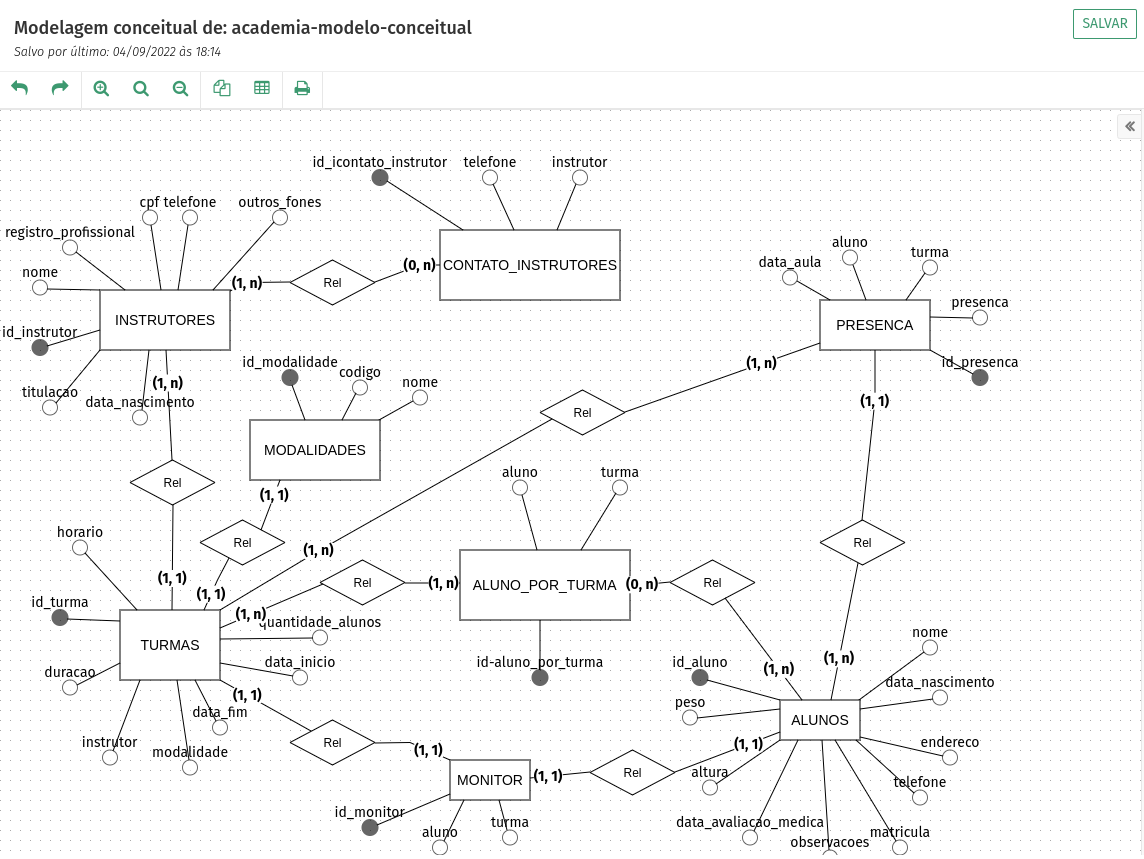 Modelagem conceitual de: academia-modelo-conceitual
SALVAR
Salvo por último: 04/09/2022 às 18:14
id_icontato_instrutor telefone instrutor
cpf telefone outros_fones
registro_profissional
nome
(1, n) Rel (0, n) CONTATO_INSTRUTORES
INSTRUTORES
id_instrutor
titulacao
(1, n)
data_nascimento
aluno
turma
data_aula
presenca
PRESENCA
id_presenca
(1, n)
(1, 1)
id_modalidade
codigo
nome
MODALIDADES
(1, 1)
Rel
Rel
Rel
aluno turma
horario
Rel
(1, n)
(1, 1)
(1, 1)
Rel
(1, n) ALUNO_POR_TURMA (0, n) Rel
id_turma
(1, n)
quantidade_alunos
TURMAS
data_inicio
duracao
(1, 1)
data_fim
instrutor
modalidade
id-aluno_por_turma
(1, n)
(1, n)
id_aluno
nome
data_nascimento
peso
ALUNOS
endereco
(1, 1)
altura
telefone
Rel
(1, 1)
MONITOR (1, 1) Rel
id_monitor
aluno
turma
data_avaliacao_medica
observacoes
matricula